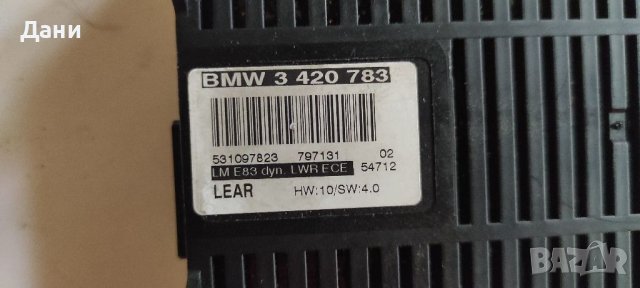 Дани
BMW 3 420 783
531097823 797131 02
LM E83 dyn. LWR ECE 54712
LEAR HW:10/SW:4.0
BAZAR